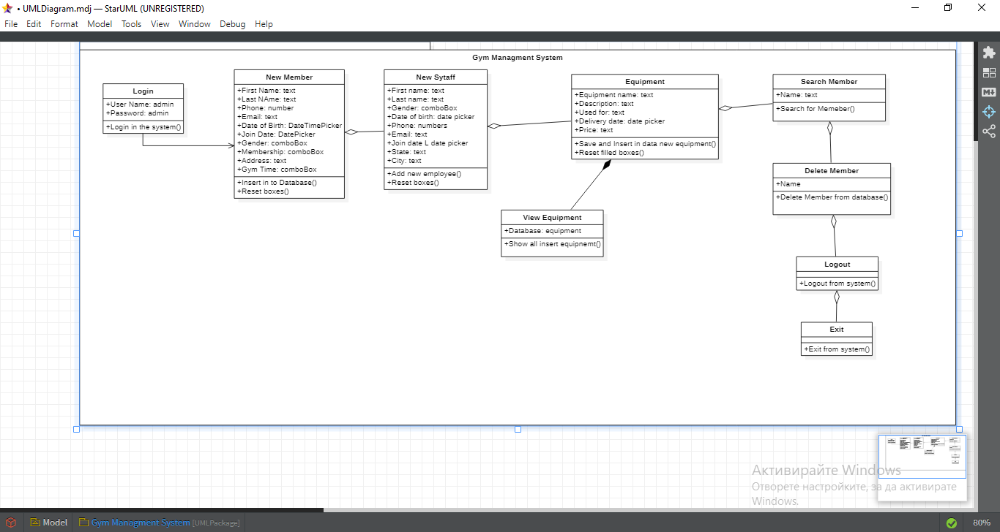 • UMLDiagram.mdj — StarUML (UNREGISTERED)
File Edit Format Model Tools View Window Debug Help
Gym Managment System
Login
+User Name: admin
+Password: admin
+Login in the system()
New Member
+First Name: text
+Last NAme: text
+Phone: number
+Email: text
+Date of Birth: DateTimePicker
+Join Date: DatePicker
+Gender: comboBox
+Membership: comboBox
+Address: text
+Gym Time: comboBox
+Insert in to Database()
+Reset boxes()
New Sytaff
+First name: text
+Last name: text
+Gender: comboBox
+Date of birth: date picker
+Phone: numbers
+Email: text
+Join date L date picker
+State: text
+City: text
+Add new employee()
+Reset boxes()
Equipment
+Equipment name: text
+Description: text
+Used for: text
+Delivery date: date picker
+Price: text
+Save and Insert in data new equipment()
+Reset filled boxes()
View Equipment
+Database: equipment
+Show all insert equipnemt()
Search Member
+Name: text
+Search for Memeber()
Delete Member
+Name
+Delete Member from database()
Logout
+Logout from system()
Exit
+Exit from system()
M
Активирайте Windows
Отворете настройките, за да активирате
Windows.
Model Gym Managment System [UMLPackage]
80%